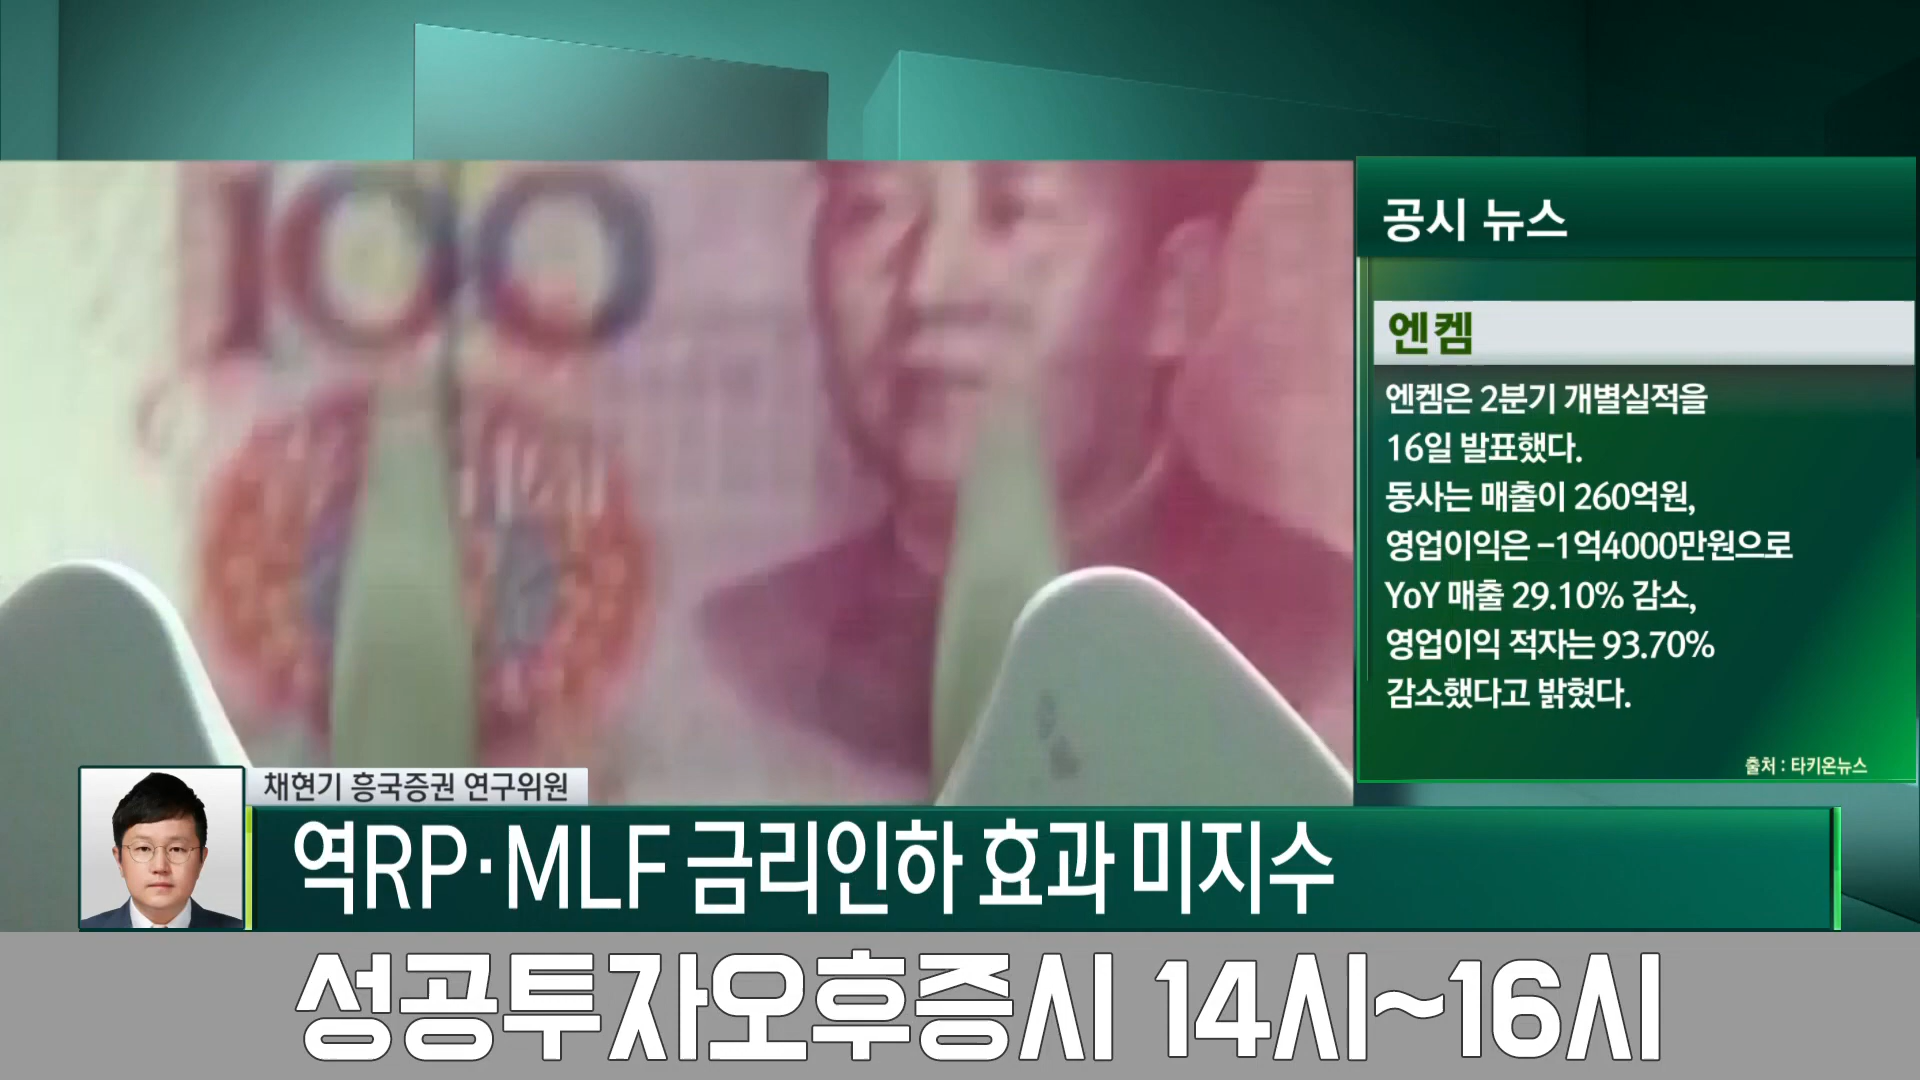 100
공시 뉴스
엔켐
엔켐은 2분기 개별실적을
16일 발표했다.
동사는 매출이 260억원,
영업이익은 -1억4000만원으로
YoY 매출 29.10% 감소,
영업이익 적자는 93.70%
감소했다고 밝혔다.
출처 : 타키온뉴스
채현기 흥국증권 연구위원
역RP·MLF 금리인하 효과 미지수
성공투자오후증시 14시~16시